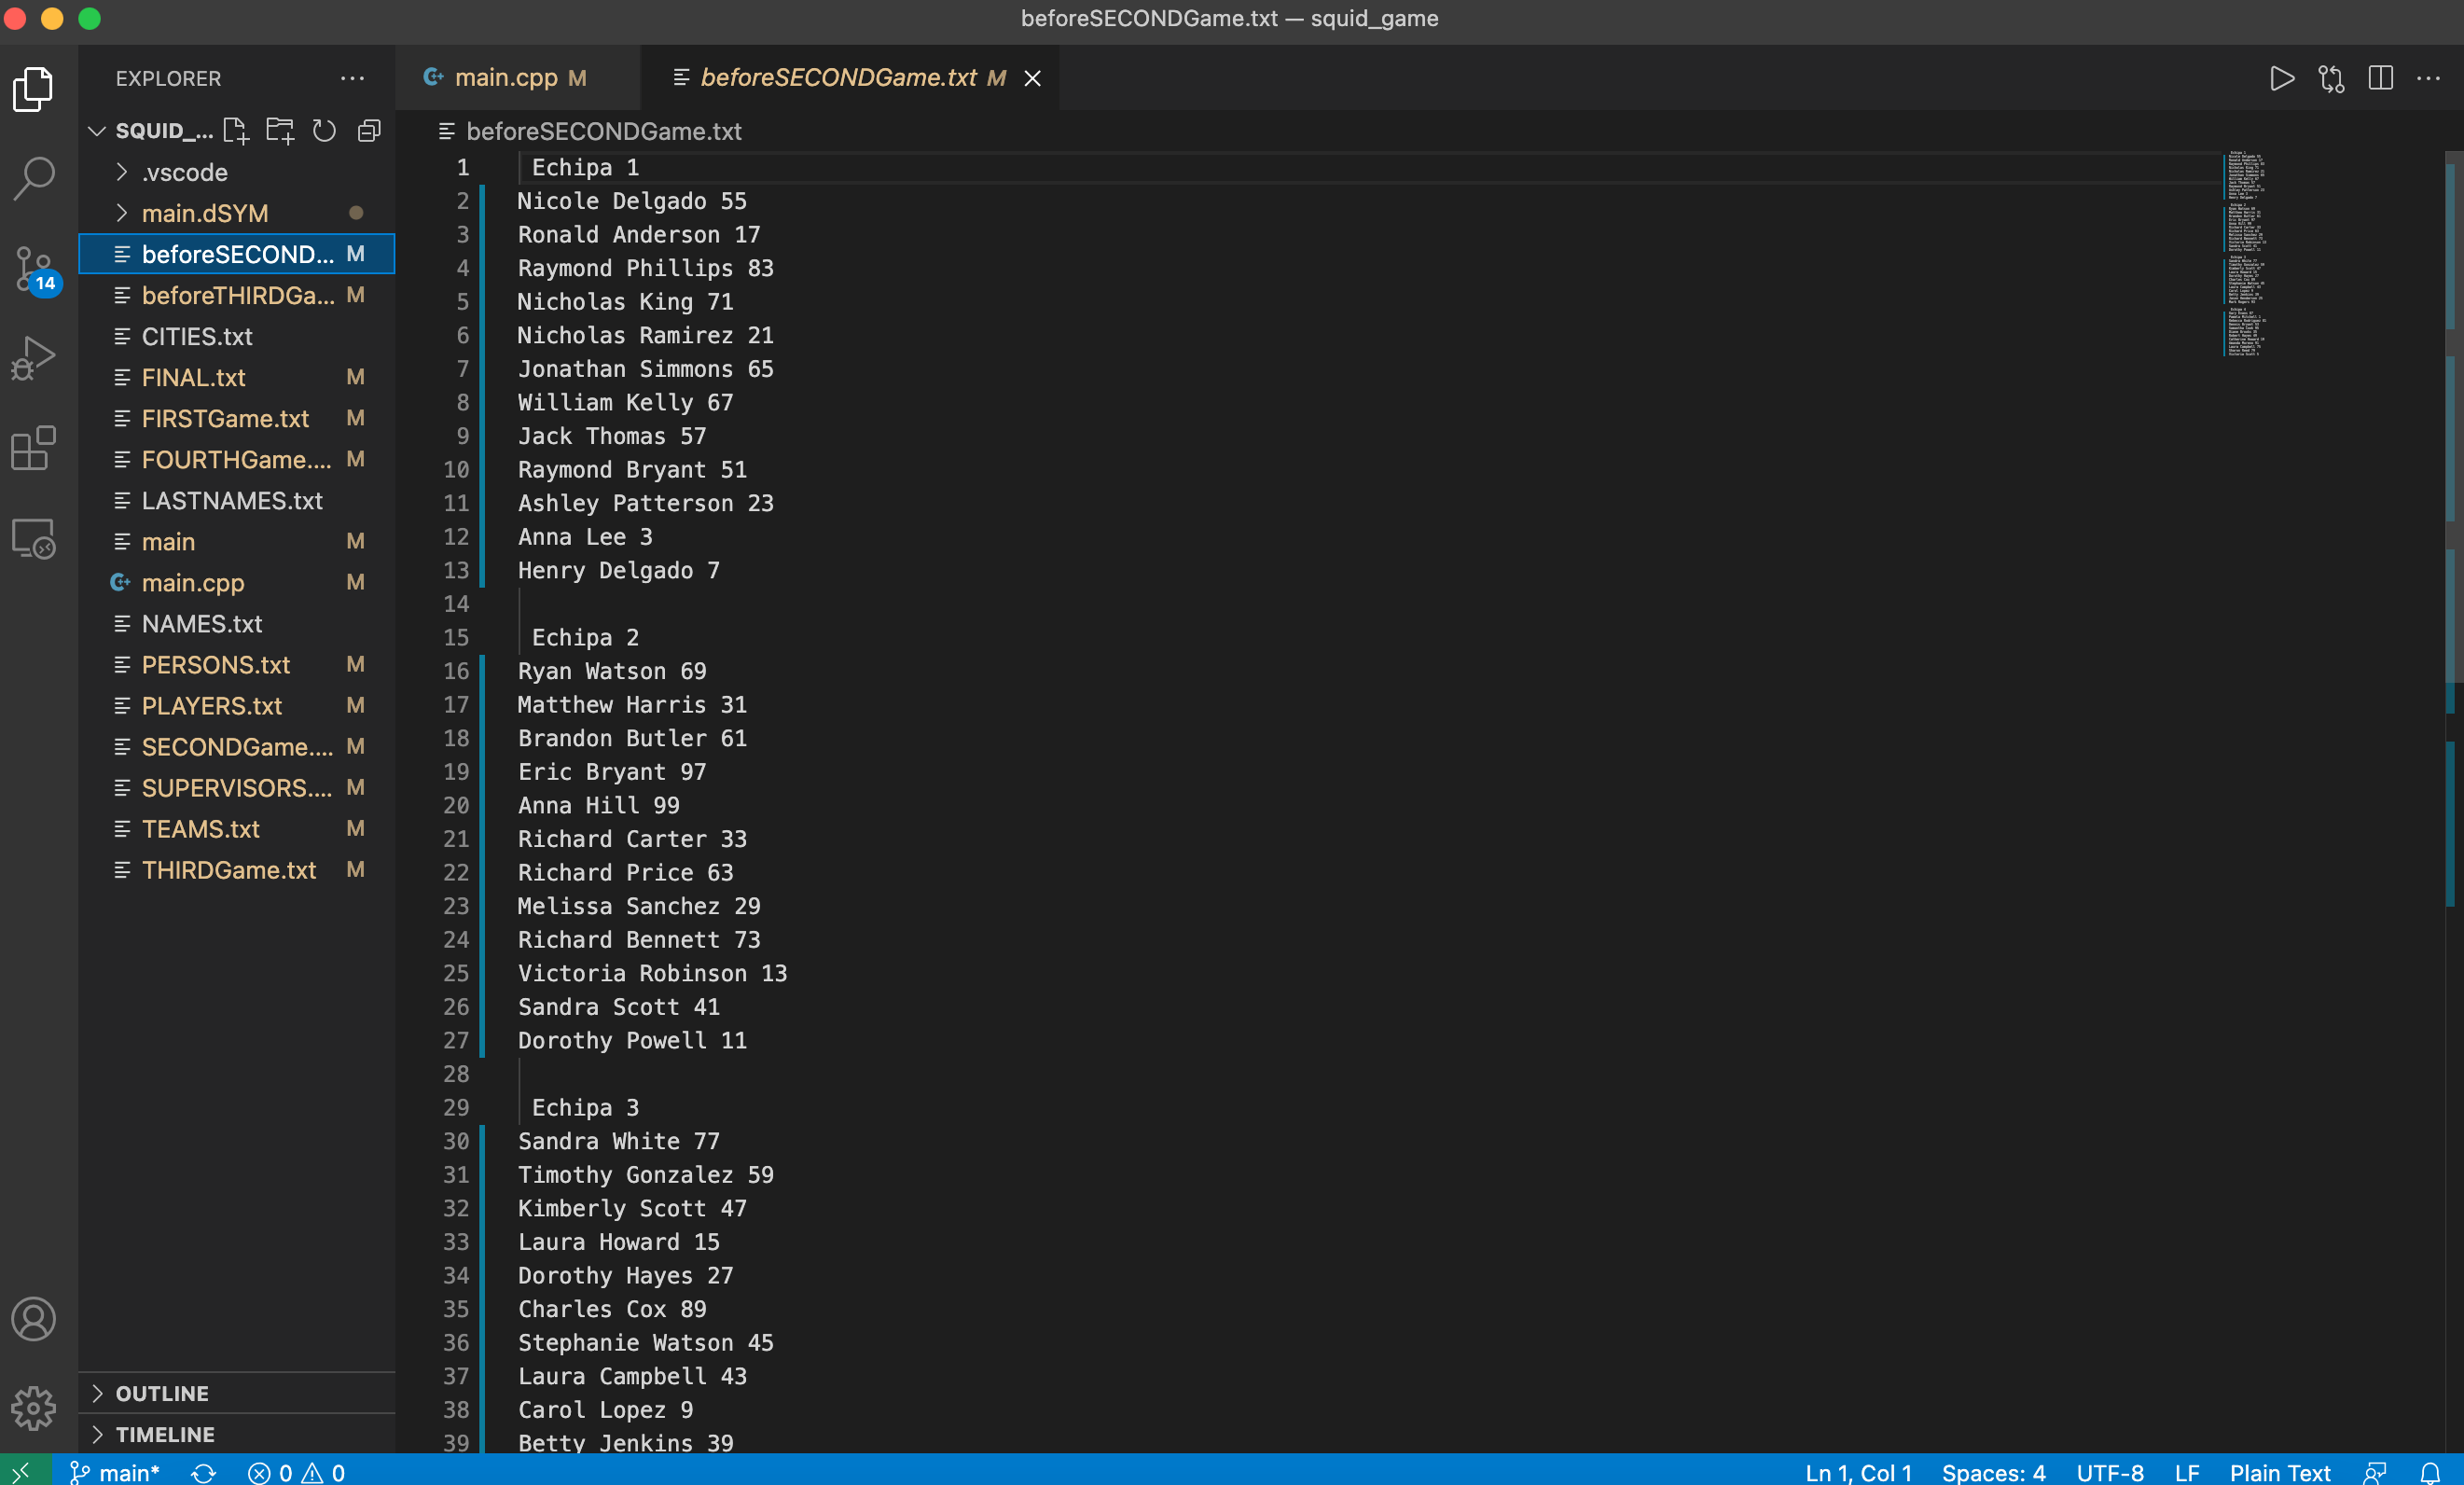 beforeSECONDGame.txt — squid_game
EXPLORER
main.cpp M
beforeSECONDGame.txt M
SQUID_...
beforeSECONDGame.txt
.vscode
main.dSYM
beforeSECOND... M
beforeTHIRDGa... M
CITIES.txt
FINAL.txt M
FIRSTGame.txt M
FOURTHGame.... M
LASTNAMES.txt
main M
main.cpp M
NAMES.txt
PERSONS.txt M
PLAYERS.txt M
SECONDGame.... M
SUPERVISORS.... M
TEAMS.txt M
THIRDGame.txt M
14
OUTLINE
TIMELINE
1 Echipa 1
2 Nicole Delgado 55
3 Ronald Anderson 17
4 Raymond Phillips 83
5 Nicholas King 71
6 Nicholas Ramirez 21
7 Jonathan Simmons 65
8 William Kelly 67
9 Jack Thomas 57
10 Raymond Bryant 51
11 Ashley Patterson 23
12 Anna Lee 3
13 Henry Delgado 7
14
15 Echipa 2
16 Ryan Watson 69
17 Matthew Harris 31
18 Brandon Butler 61
19 Eric Bryant 97
20 Anna Hill 99
21 Richard Carter 33
22 Richard Price 63
23 Melissa Sanchez 29
24 Richard Bennett 73
25 Victoria Robinson 13
26 Sandra Scott 41
27 Dorothy Powell 11
28
29 Echipa 3
30 Sandra White 77
31 Timothy Gonzalez 59
32 Kimberly Scott 47
33 Laura Howard 15
34 Dorothy Hayes 27
35 Charles Cox 89
36 Stephanie Watson 45
37 Laura Campbell 43
38 Carol Lopez 9
39 Betty Jenkins 39
main* 0 0 Ln 1, Col 1 Spaces: 4 UTF-8 LF Plain Text